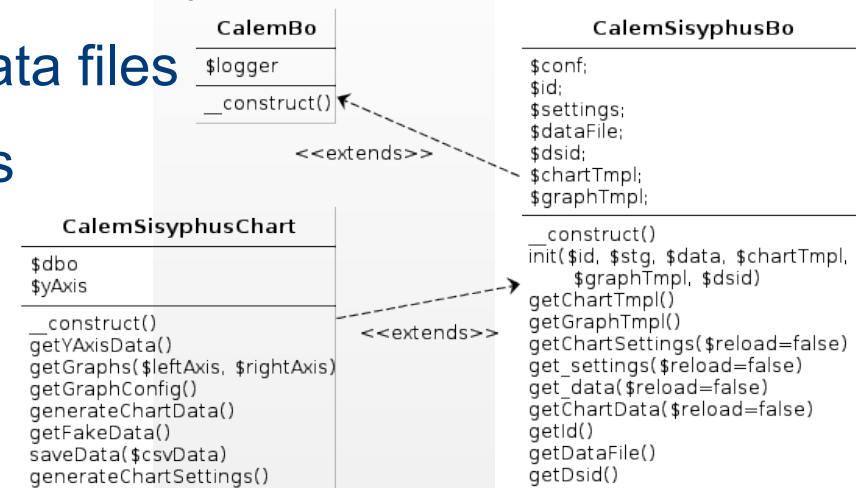 ata files
s
CalemBo
$logger
__construct()
<<extends>>
CalemSisyphusBo
$conf;
$id;
$settings;
$dataFile;
$dsid;
$chartTmpl;
$graphTmpl;
__construct()
init($id, $stg, $data, $chartTmpl,
$graphTmpl, $dsid)
getChartTmpl()
getGraphTmpl()
getChartSettings($reload=false)
get_settings($reload=false)
get_data($reload=false)
getChartData($reload=false)
getId()
getDataFile()
getDsid()
CalemSisyphusChart
$dbo
$yAxis
__construct()
getYAxisData()
getGraphs($leftAxis, $rightAxis)
getGraphConfig()
generateChartData()
getFakeData()
saveData($csvData)
generateChartSettings()
<<extends>>